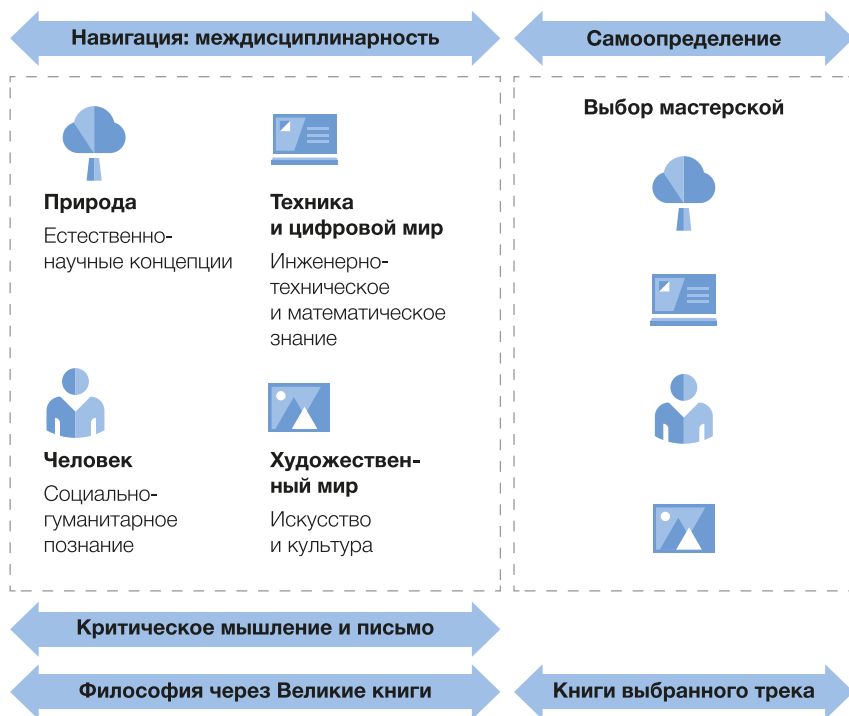 Навигация: междисциплинарность
Самоопределение
Выбор мастерской
Природа
Естественно-
научные концепции
Техника
и цифровой мир
Инженерно-
техническое
и математическое
знание
Человек
Социально-
гуманитарное
познание
Художествен-
ный мир
Искусство
и культура
Критическое мышление и письмо
Философия через Великие книги
Книги выбранного трека